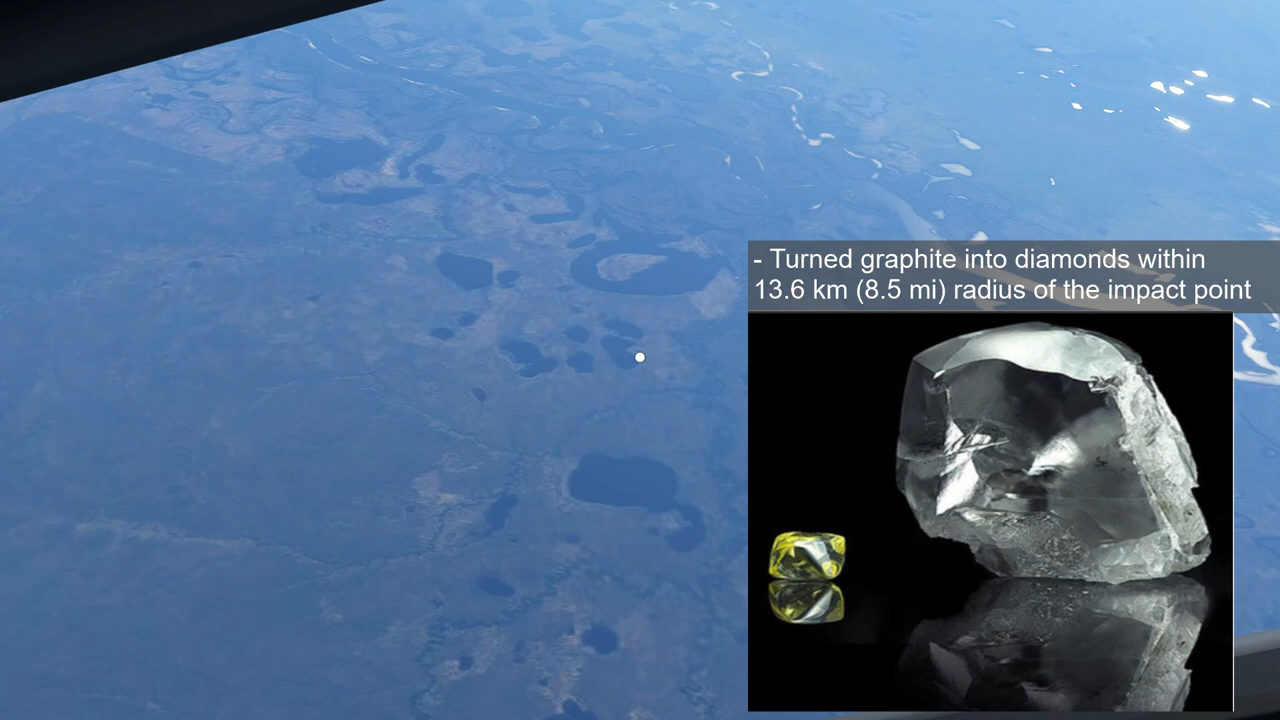 - Turned graphite into diamonds within
13.6 km (8.5 mi) radius of the impact point